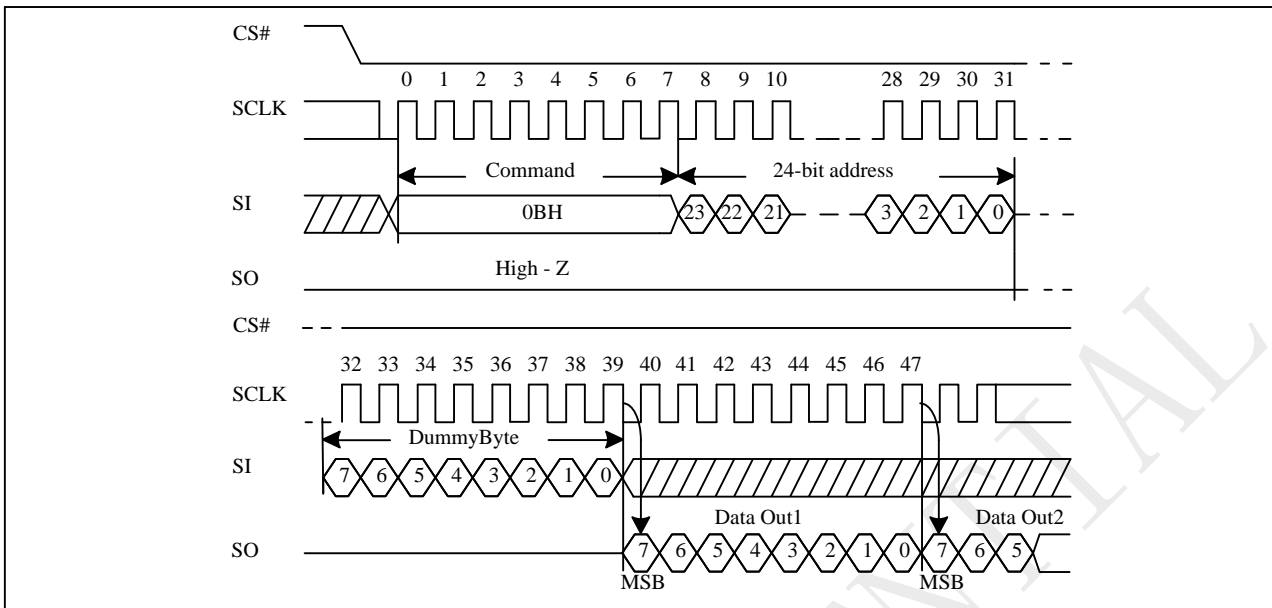 CS#
0 1 2 3 4 5 6 7 8 9 10 28 29 30 31
SCLK
Command 24-bit address
SI 0BH 23 22 21 3 2 1 0
High - Z
SO
CS#
32 33 34 35 36 37 38 39 40 41 42 43 44 45 46 47
SCLK
DummyByte
SI 7 6 5 4 3 2 1 0
Data Out1 Data Out2
SO 7 6 5 4 3 2 1 0 7 6 5
MSB MSB
NTIAL